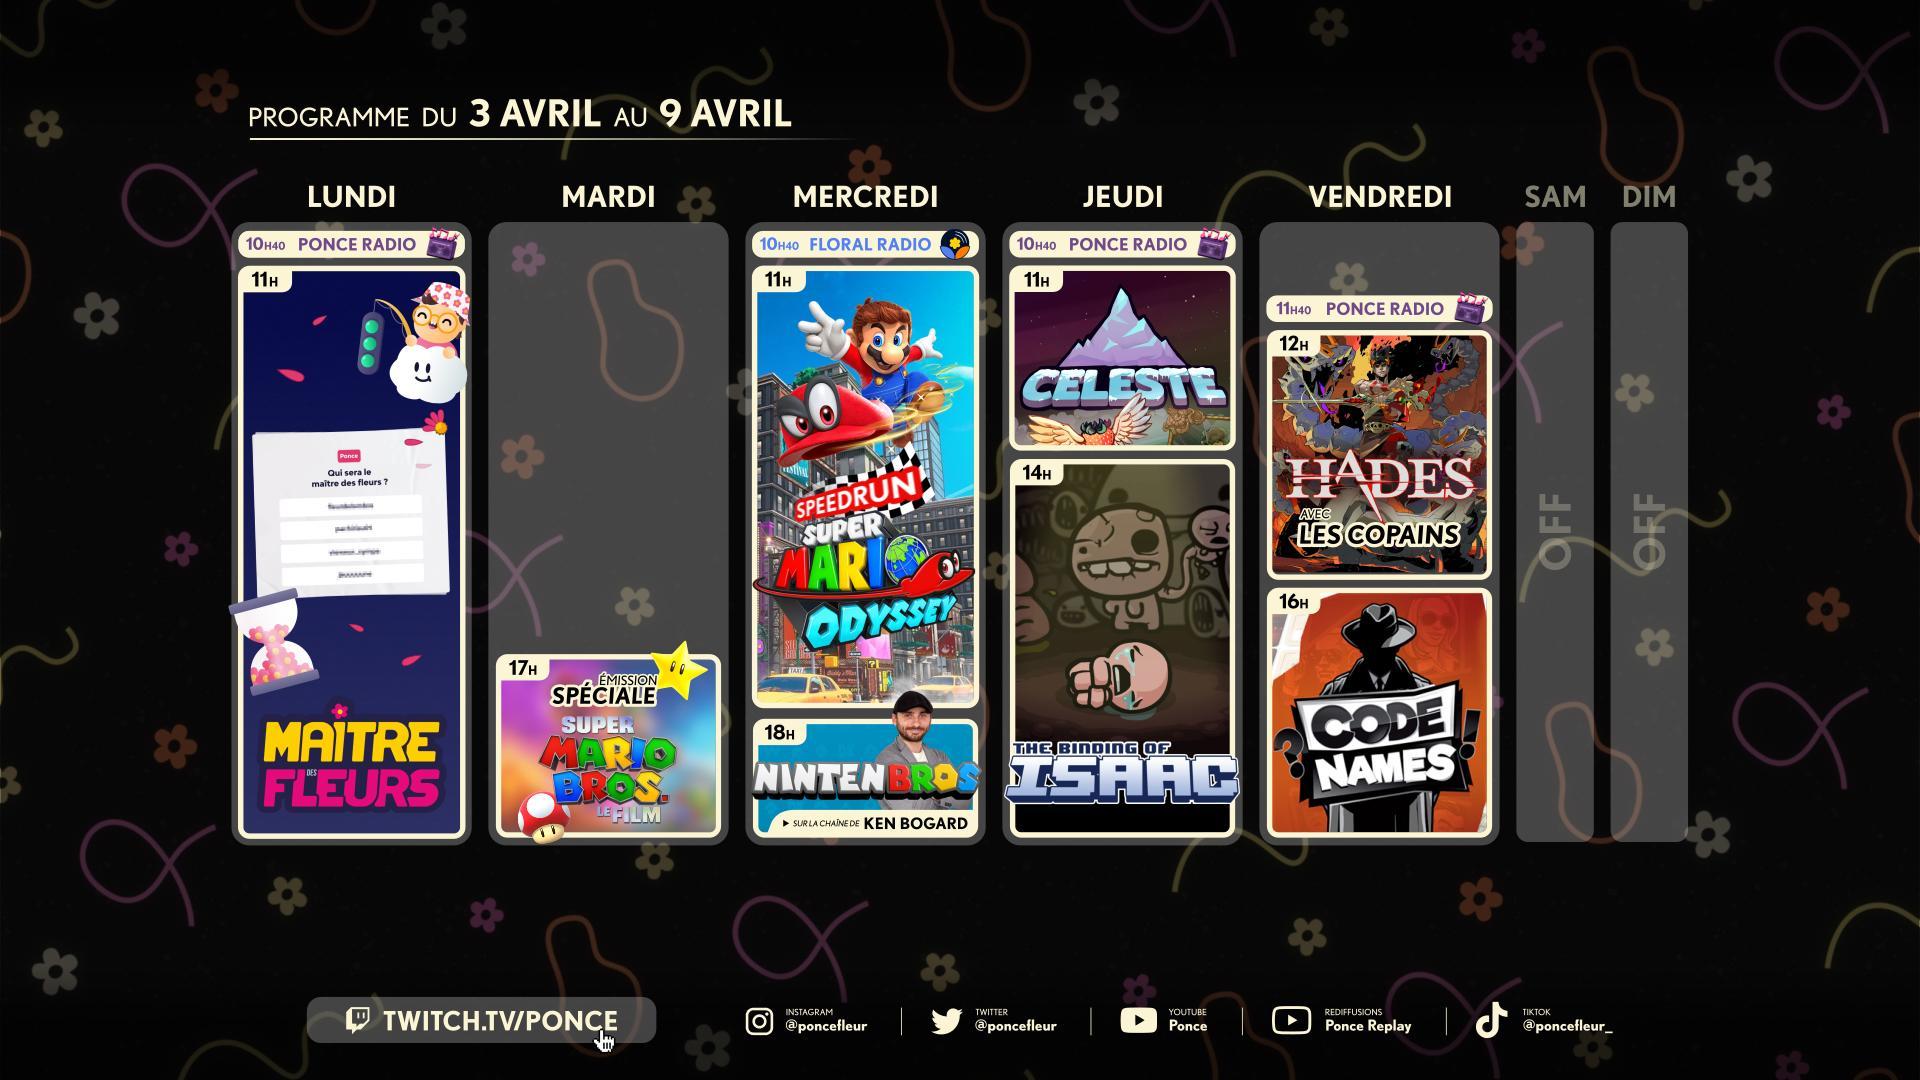 PROGRAMME DU 3 AVRIL AU 9 AVRIL
LUNDI
10H40 PONCE RADIO
11H
Ponce
Qui sera le
maître des fleurs ?
MAÎTRE
DES
FLEURS
MARDI
17H
ÉMISSION
SPÉCIALE
SUPER
MARIO
BROS.
LE FILM
MERCREDI
10H40 FLORAL RADIO
11H
SPEEDRUN
SUPER
MARIO
ODYSSEY
18H
NINTENBROS
SUR LA CHAÎNE DE KEN BOGARD
JEUDI
10H40 PONCE RADIO
11H
CELESTE
14H
THE BINDING OF
ISAAC
VENDREDI
11H40 PONCE RADIO
12H
HADES
AVEC
LES COPAINS
16H
CODE
NAMES
?
!
SAM
OFF
DIM
OFF
TWITCH.TV/PONCE
INSTAGRAM
@poncefleur
TWITTER
@poncefleur
YOUTUBE
Ponce
REDIFFUSIONS
Ponce Replay
TIKTOK
@poncefleur_